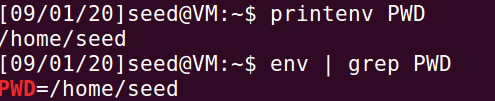 [09/01/20]seed@VM:~$ printenv PWD
/home/seed
[09/01/20]seed@VM:~$ env | grep PWD
PWD=/home/seed